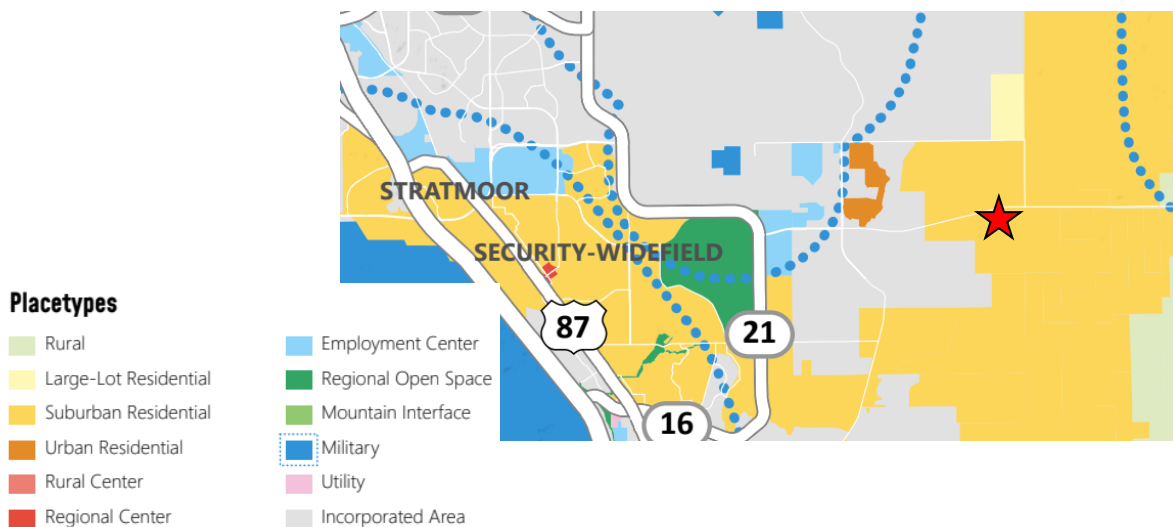 STRATMOOR
SECURITY-WIDEFIELD
87
21
16
Placetypes
Rural
Large-Lot Residential
Suburban Residential
Urban Residential
Rural Center
Regional Center
Employment Center
Regional Open Space
Mountain Interface
Military
Utility
Incorporated Area